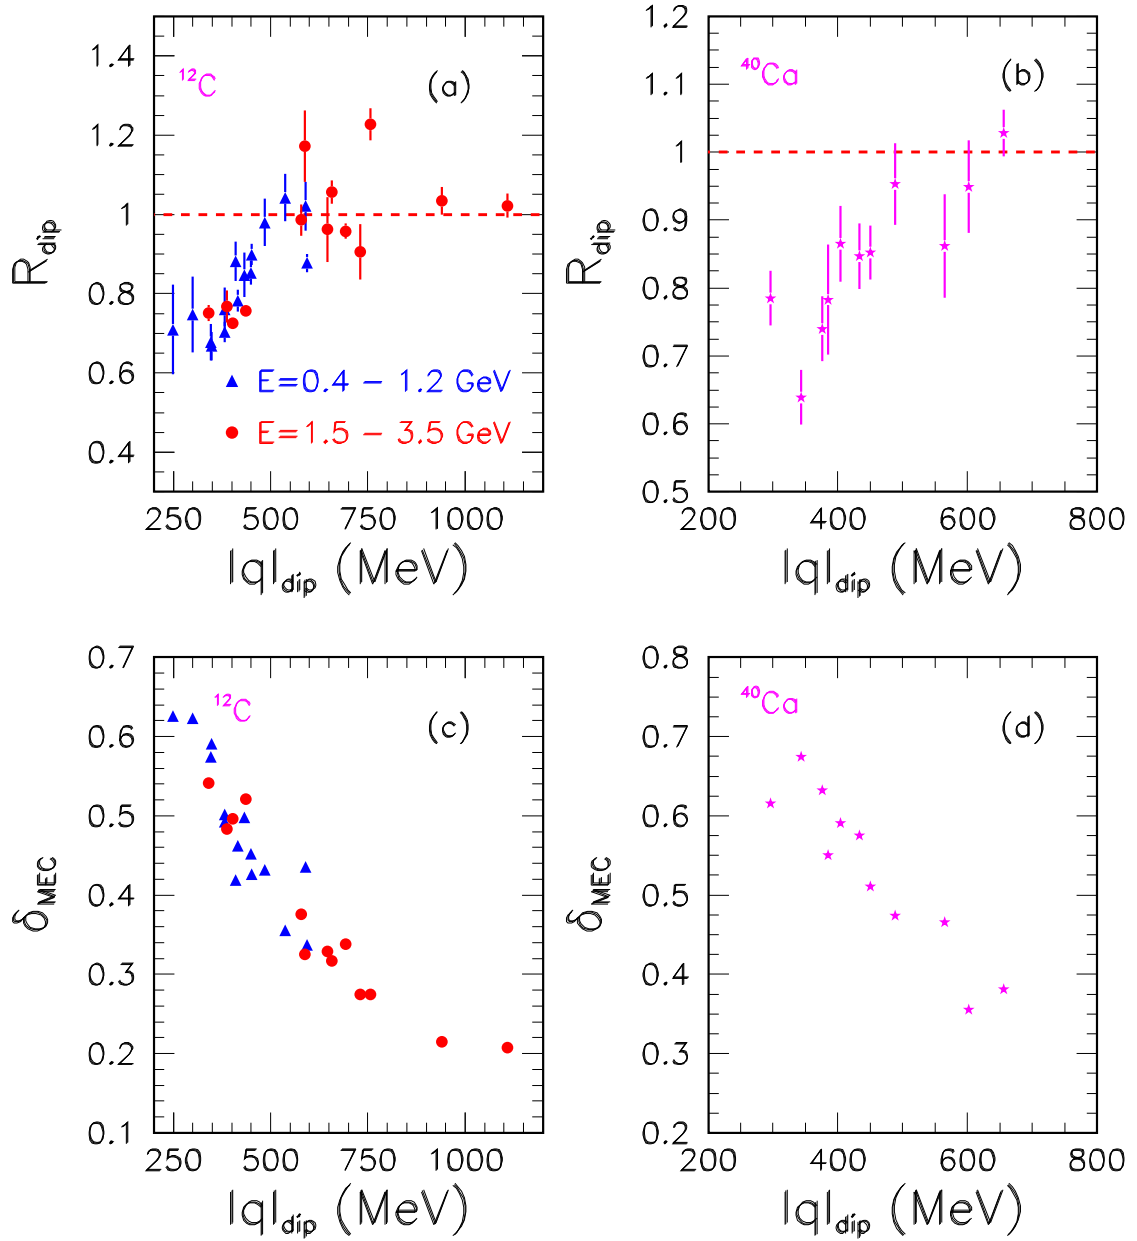 1.4
1.2
1
0.8
0.6
0.4
R_dip
¹²C
(a)
E=0.4 – 1.2 GeV
E=1.5 – 3.5 GeV
250 500 750 1000
|q|_dip (MeV)
1.2
1.1
1
0.9
0.8
0.7
0.6
0.5
R_dip
⁴⁰Ca
(b)
200 400 600 800
|q|_dip (MeV)
0.7
0.6
0.5
0.4
0.3
0.2
0.1
δ_MEC
¹²C
(c)
250 500 750 1000
|q|_dip (MeV)
0.8
0.7
0.6
0.5
0.4
0.3
0.2
δ_MEC
⁴⁰Ca
(d)
200 400 600 800
|q|_dip (MeV)